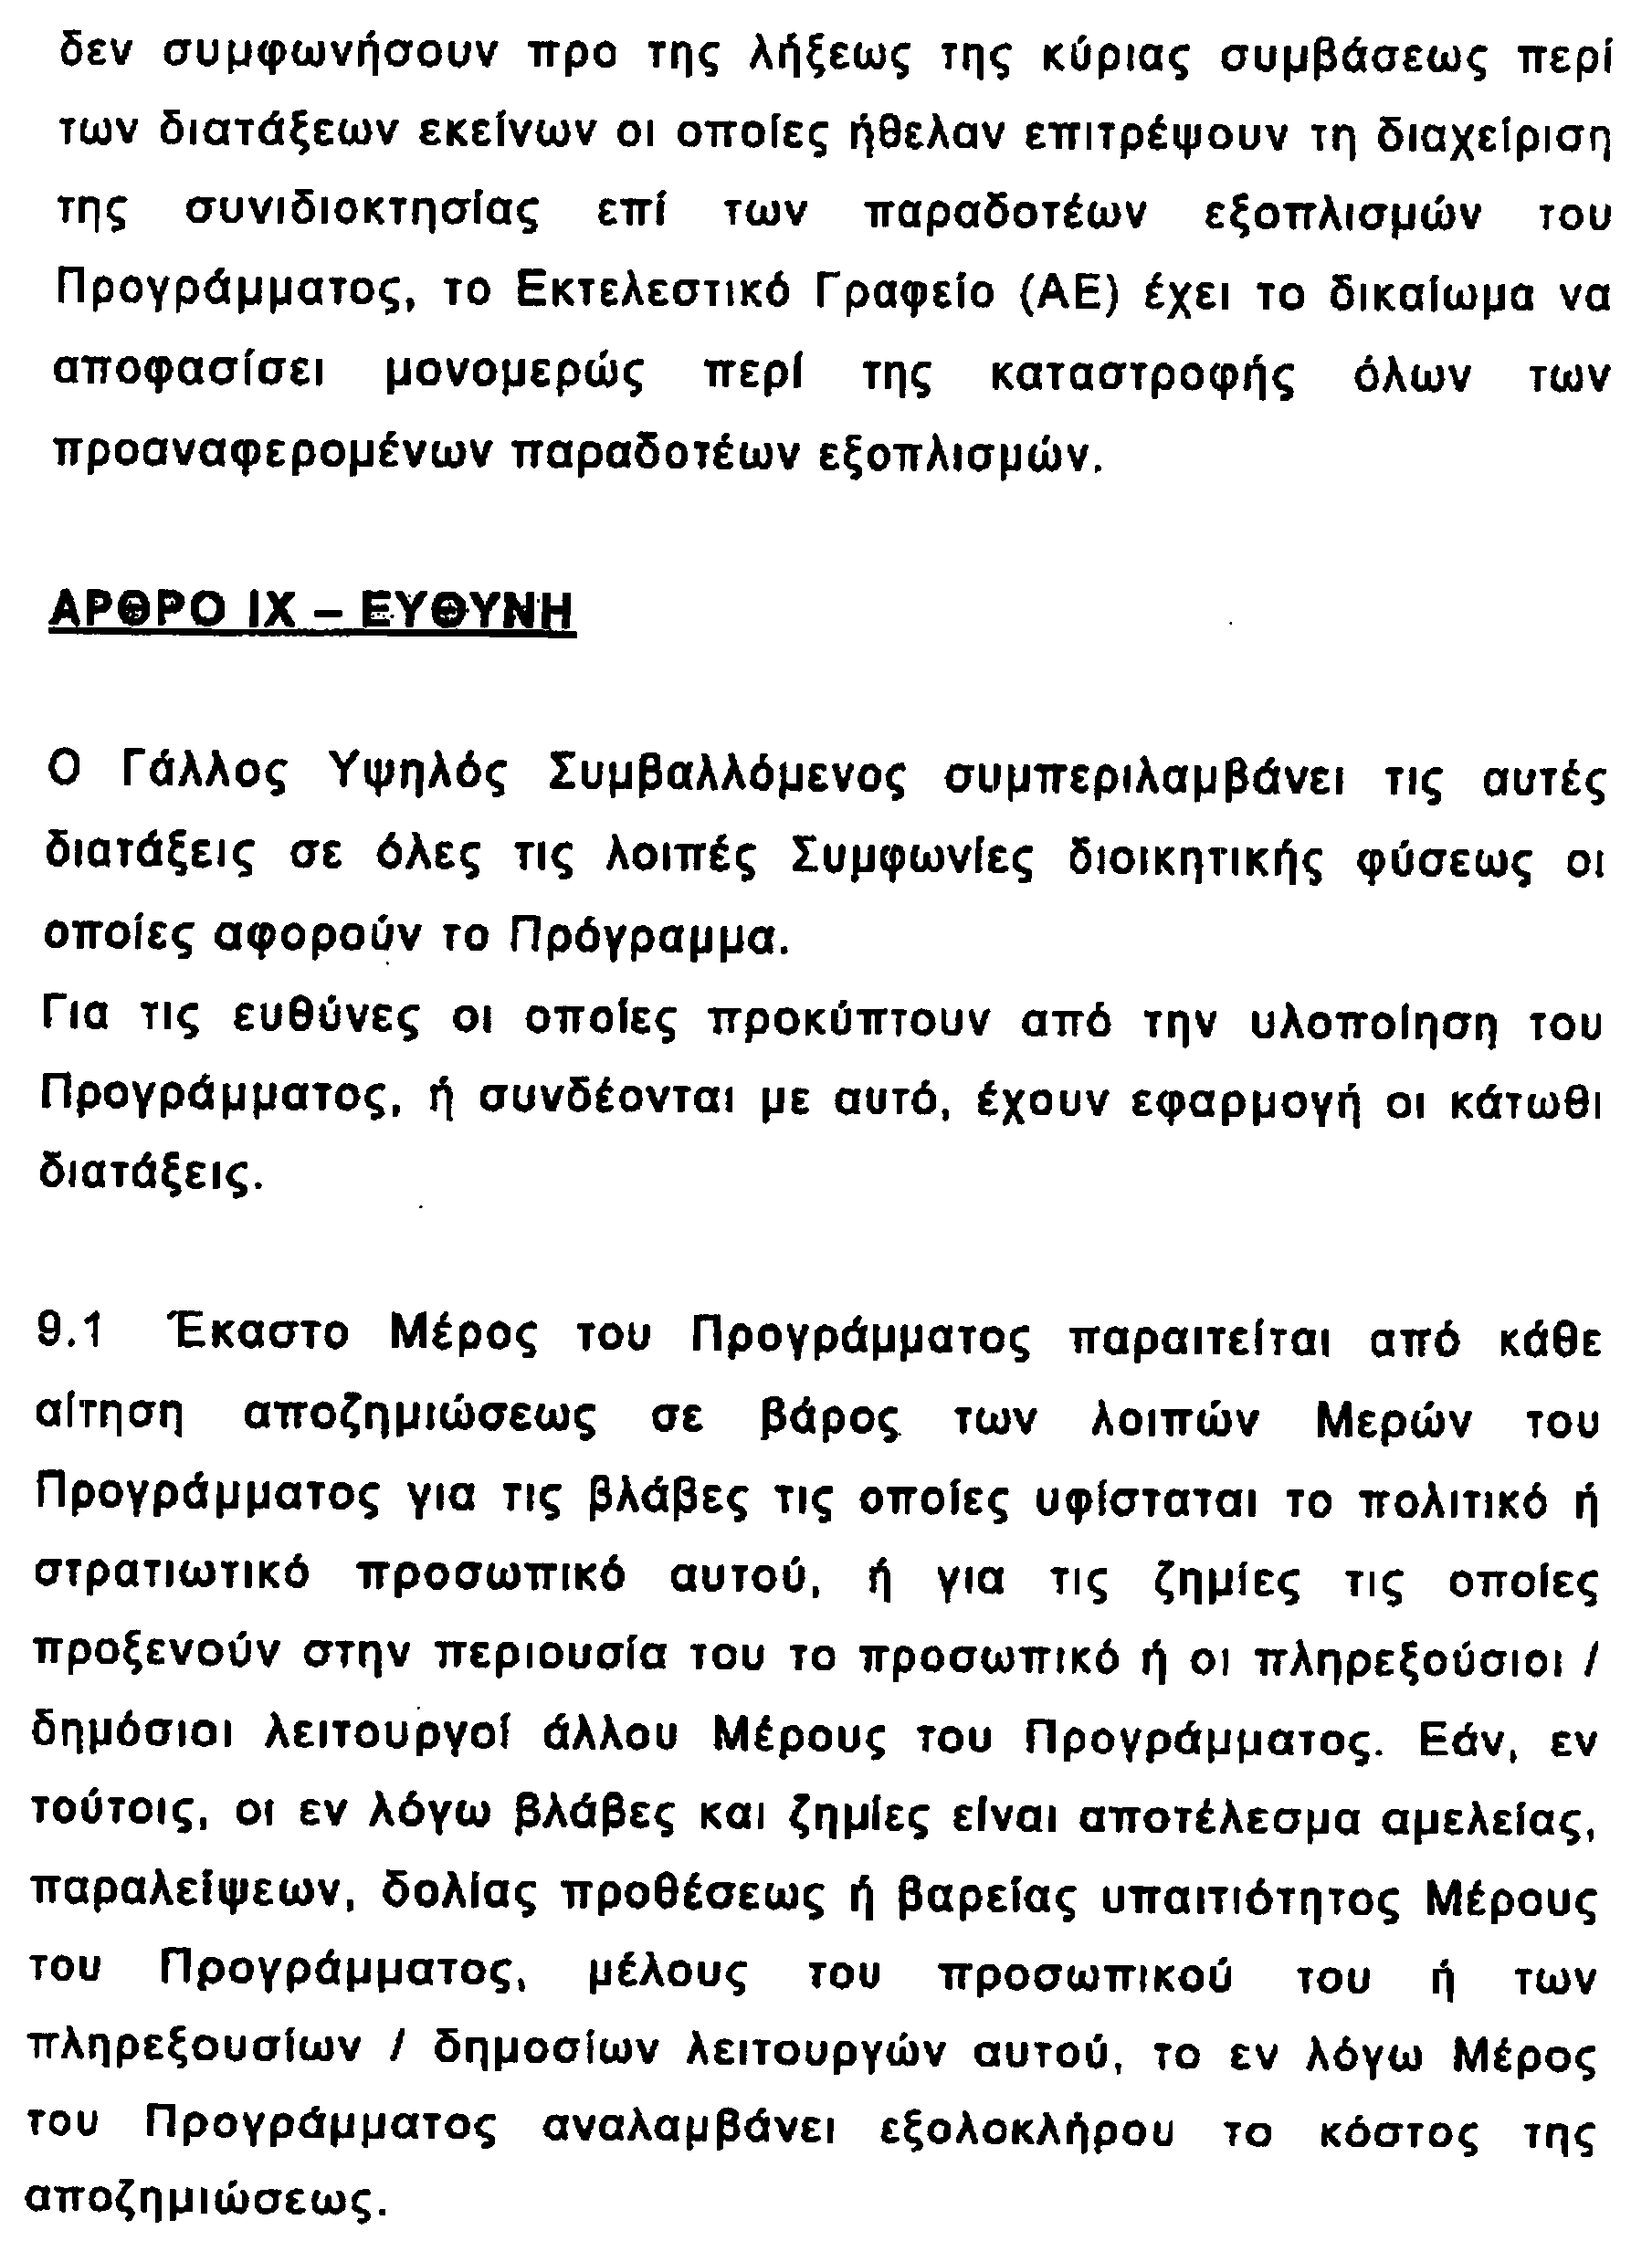 δεν συμφωνήσουν προ της λήξεως της κύριας συμβάσεως περί
των διατάξεων εκείνων οι οποίες ήθελαν επιτρέψουν τη διαχείριση
της συνιδιοκτησίας επί των παραδοτέων εξοπλισμών του
Προγράμματος, το Εκτελεστικό Γραφείο (ΑΕ) έχει το δικαίωμα να
αποφασίσει μονομερώς περί της καταστροφής όλων των
προαναφερομένων παραδοτέων εξοπλισμών.
ΑΡΘΡΟ ΙΧ – ΕΥΘΥΝΗ
Ο Γάλλος Υψηλός Συμβαλλόμενος συμπεριλαμβάνει τις αυτές
διατάξεις σε όλες τις λοιπές Συμφωνίες διοικητικής φύσεως οι
οποίες αφορούν το Πρόγραμμα.
Για τις ευθύνες οι οποίες προκύπτουν από την υλοποίηση του
Προγράμματος, ή συνδέονται με αυτό, έχουν εφαρμογή οι κάτωθι
διατάξεις.
9.1 Έκαστο Μέρος του Προγράμματος παραιτείται από κάθε
αίτηση αποζημιώσεως σε βάρος των λοιπών Μερών του
Προγράμματος για τις βλάβες τις οποίες υφίσταται το πολιτικό ή
στρατιωτικό προσωπικό αυτού, ή για τις ζημίες τις οποίες
προξενούν στην περιουσία του το προσωπικό ή οι πληρεξούσιοι /
δημόσιοι λειτουργοί άλλου Μέρους του Προγράμματος. Εάν, εν
τούτοις, οι εν λόγω βλάβες και ζημίες είναι αποτέλεσμα αμελείας,
παραλείψεων, δολίας προθέσεως ή βαρείας υπαιτιότητος Μέρους
του Προγράμματος, μέλους του προσωπικού του ή των
πληρεξουσίων / δημοσίων λειτουργών αυτού, το εν λόγω Μέρος
του Προγράμματος αναλαμβάνει εξολοκλήρου το κόστος της
αποζημιώσεως.